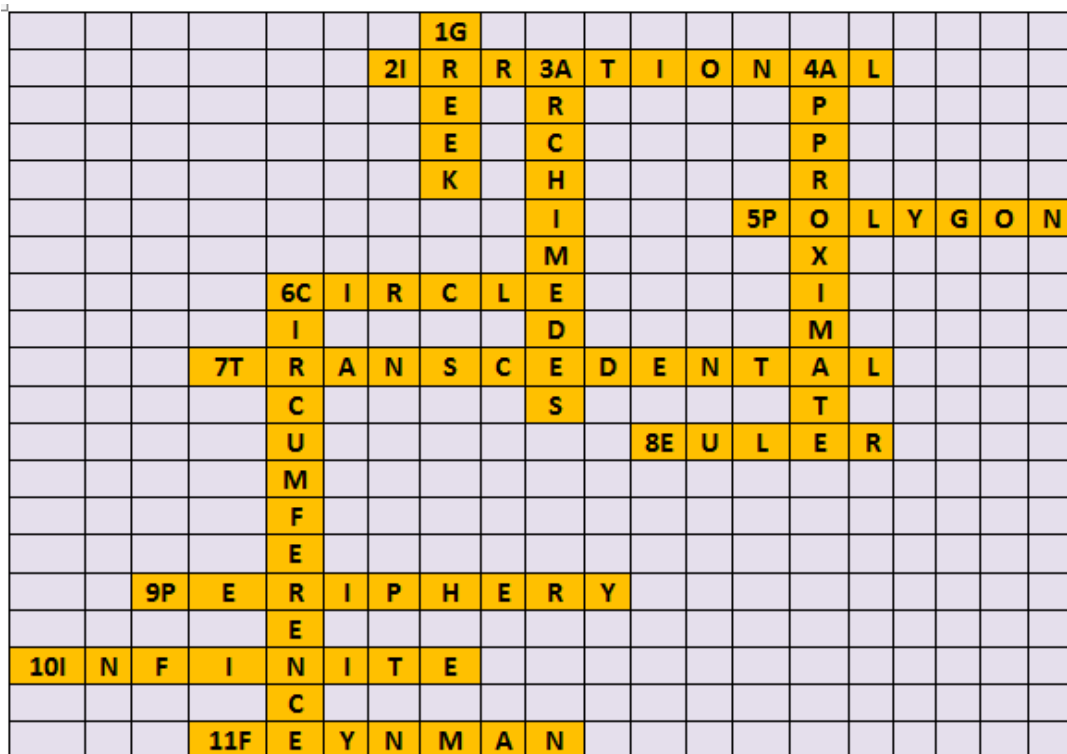 1G
2I R R 3A T I O N 4A L
E R P
E C P
K H R
I 5P O L Y G O N
M X
6C I R C L E I
I D M
7T R A N S C E D E N T A L
C S T
U 8E U L E R
M
F
E
9P E R I P H E R Y
E
10I N F I N I T E
C
11F E Y N M A N